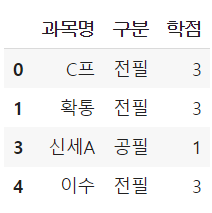 과목명 구분 학점
0 C프 전필 3
1 확통 전필 3
3 신세A 공필 1
4 이수 전필 3